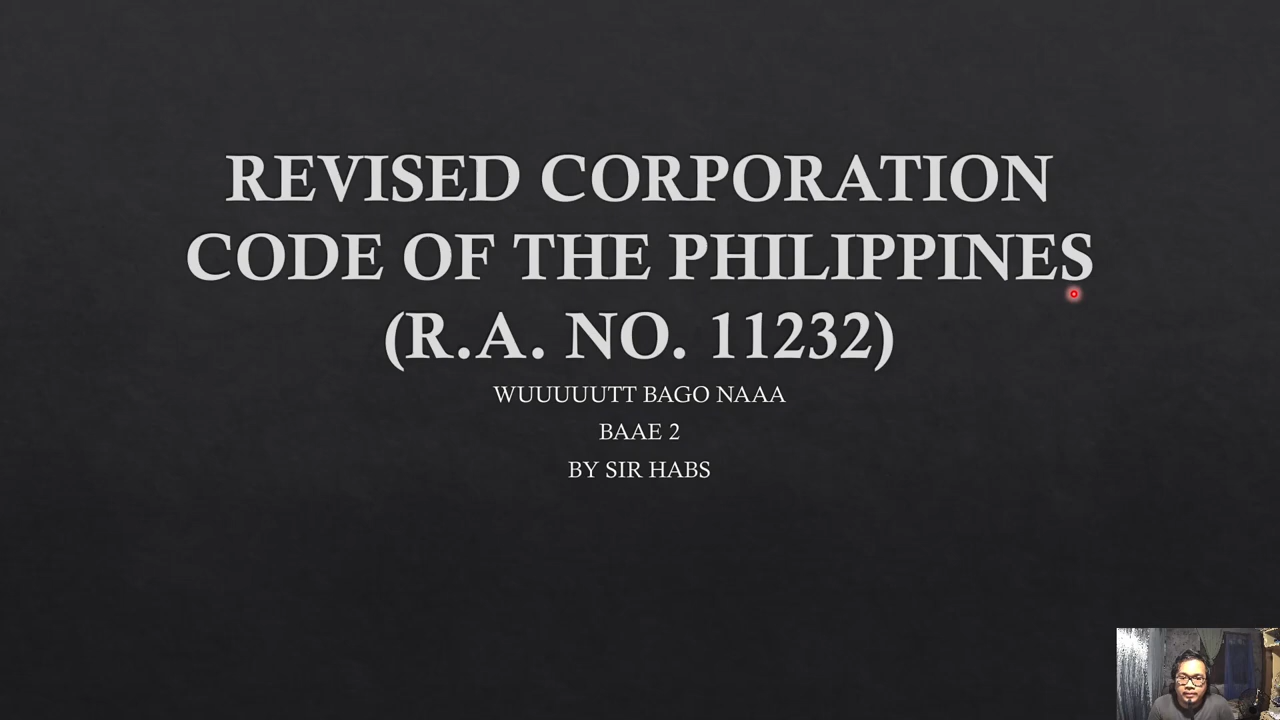 REVISED CORPORATION
CODE OF THE PHILIPPINES
(R.A. NO. 11232)
WUUUUUTT BAGO NAAA
BAAE 2
BY SIR HABS